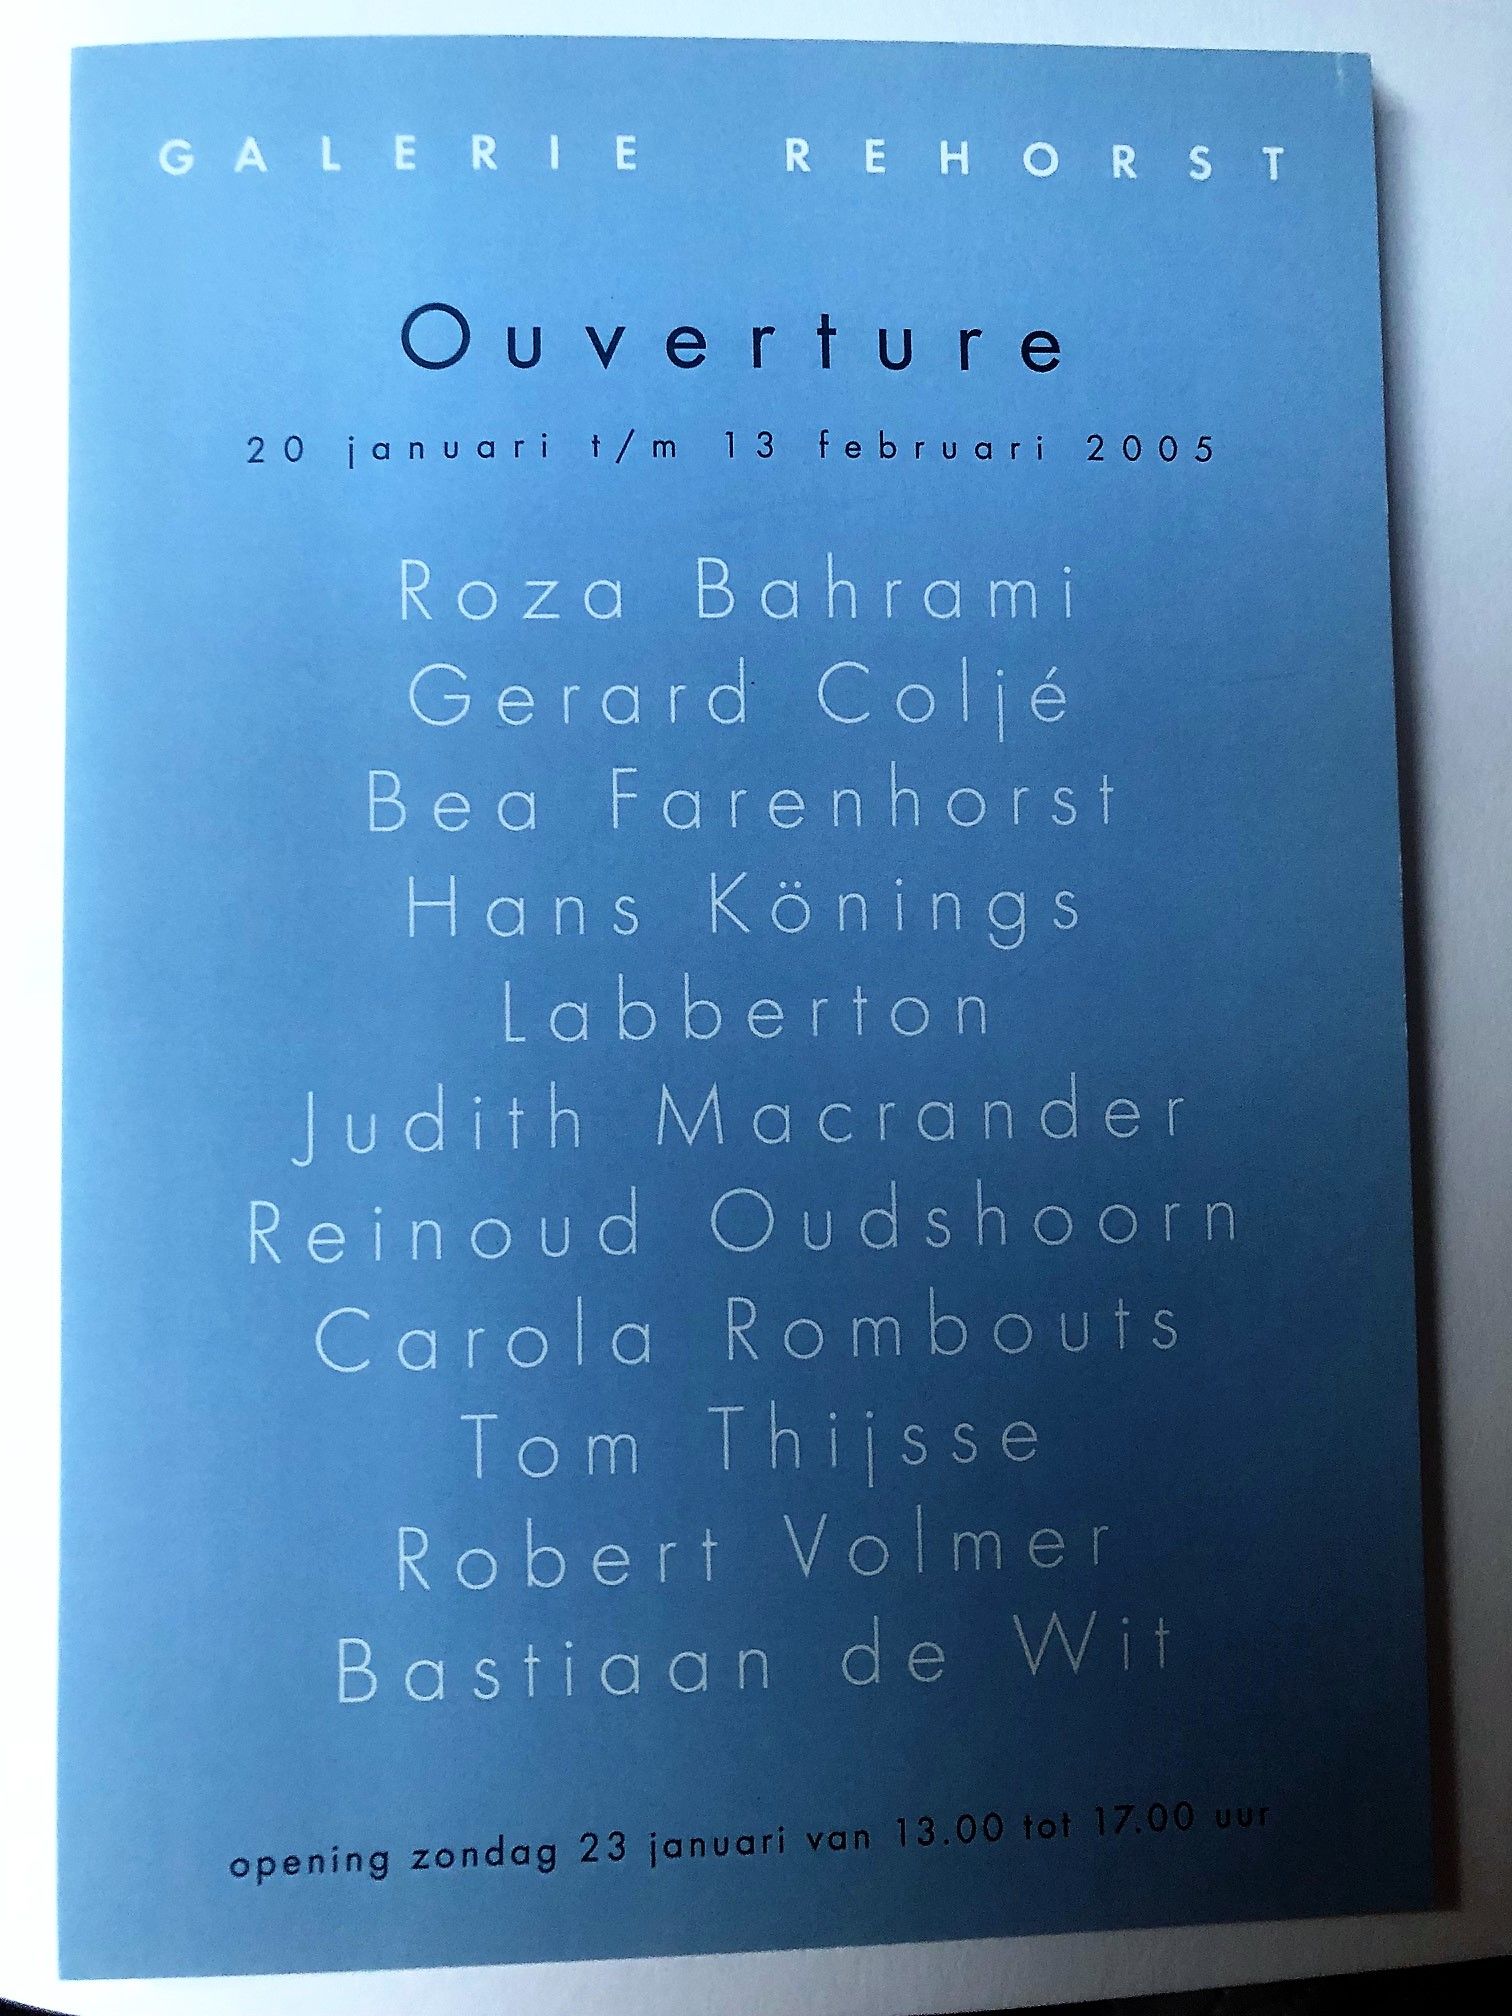 GALERIE REHORST
Ouverture
20 januari t/m 13 februari 2005
Roza Bahrami
Gerard Coljé
Bea Farenhorst
Hans Könings
Labberton
Judith Macrander
Reinoud Oudshoorn
Carola Rombouts
Tom Thijsse
Robert Volmer
Bastiaan de Wit
opening zondag 23 januari van 13.00 tot 17.00 uur